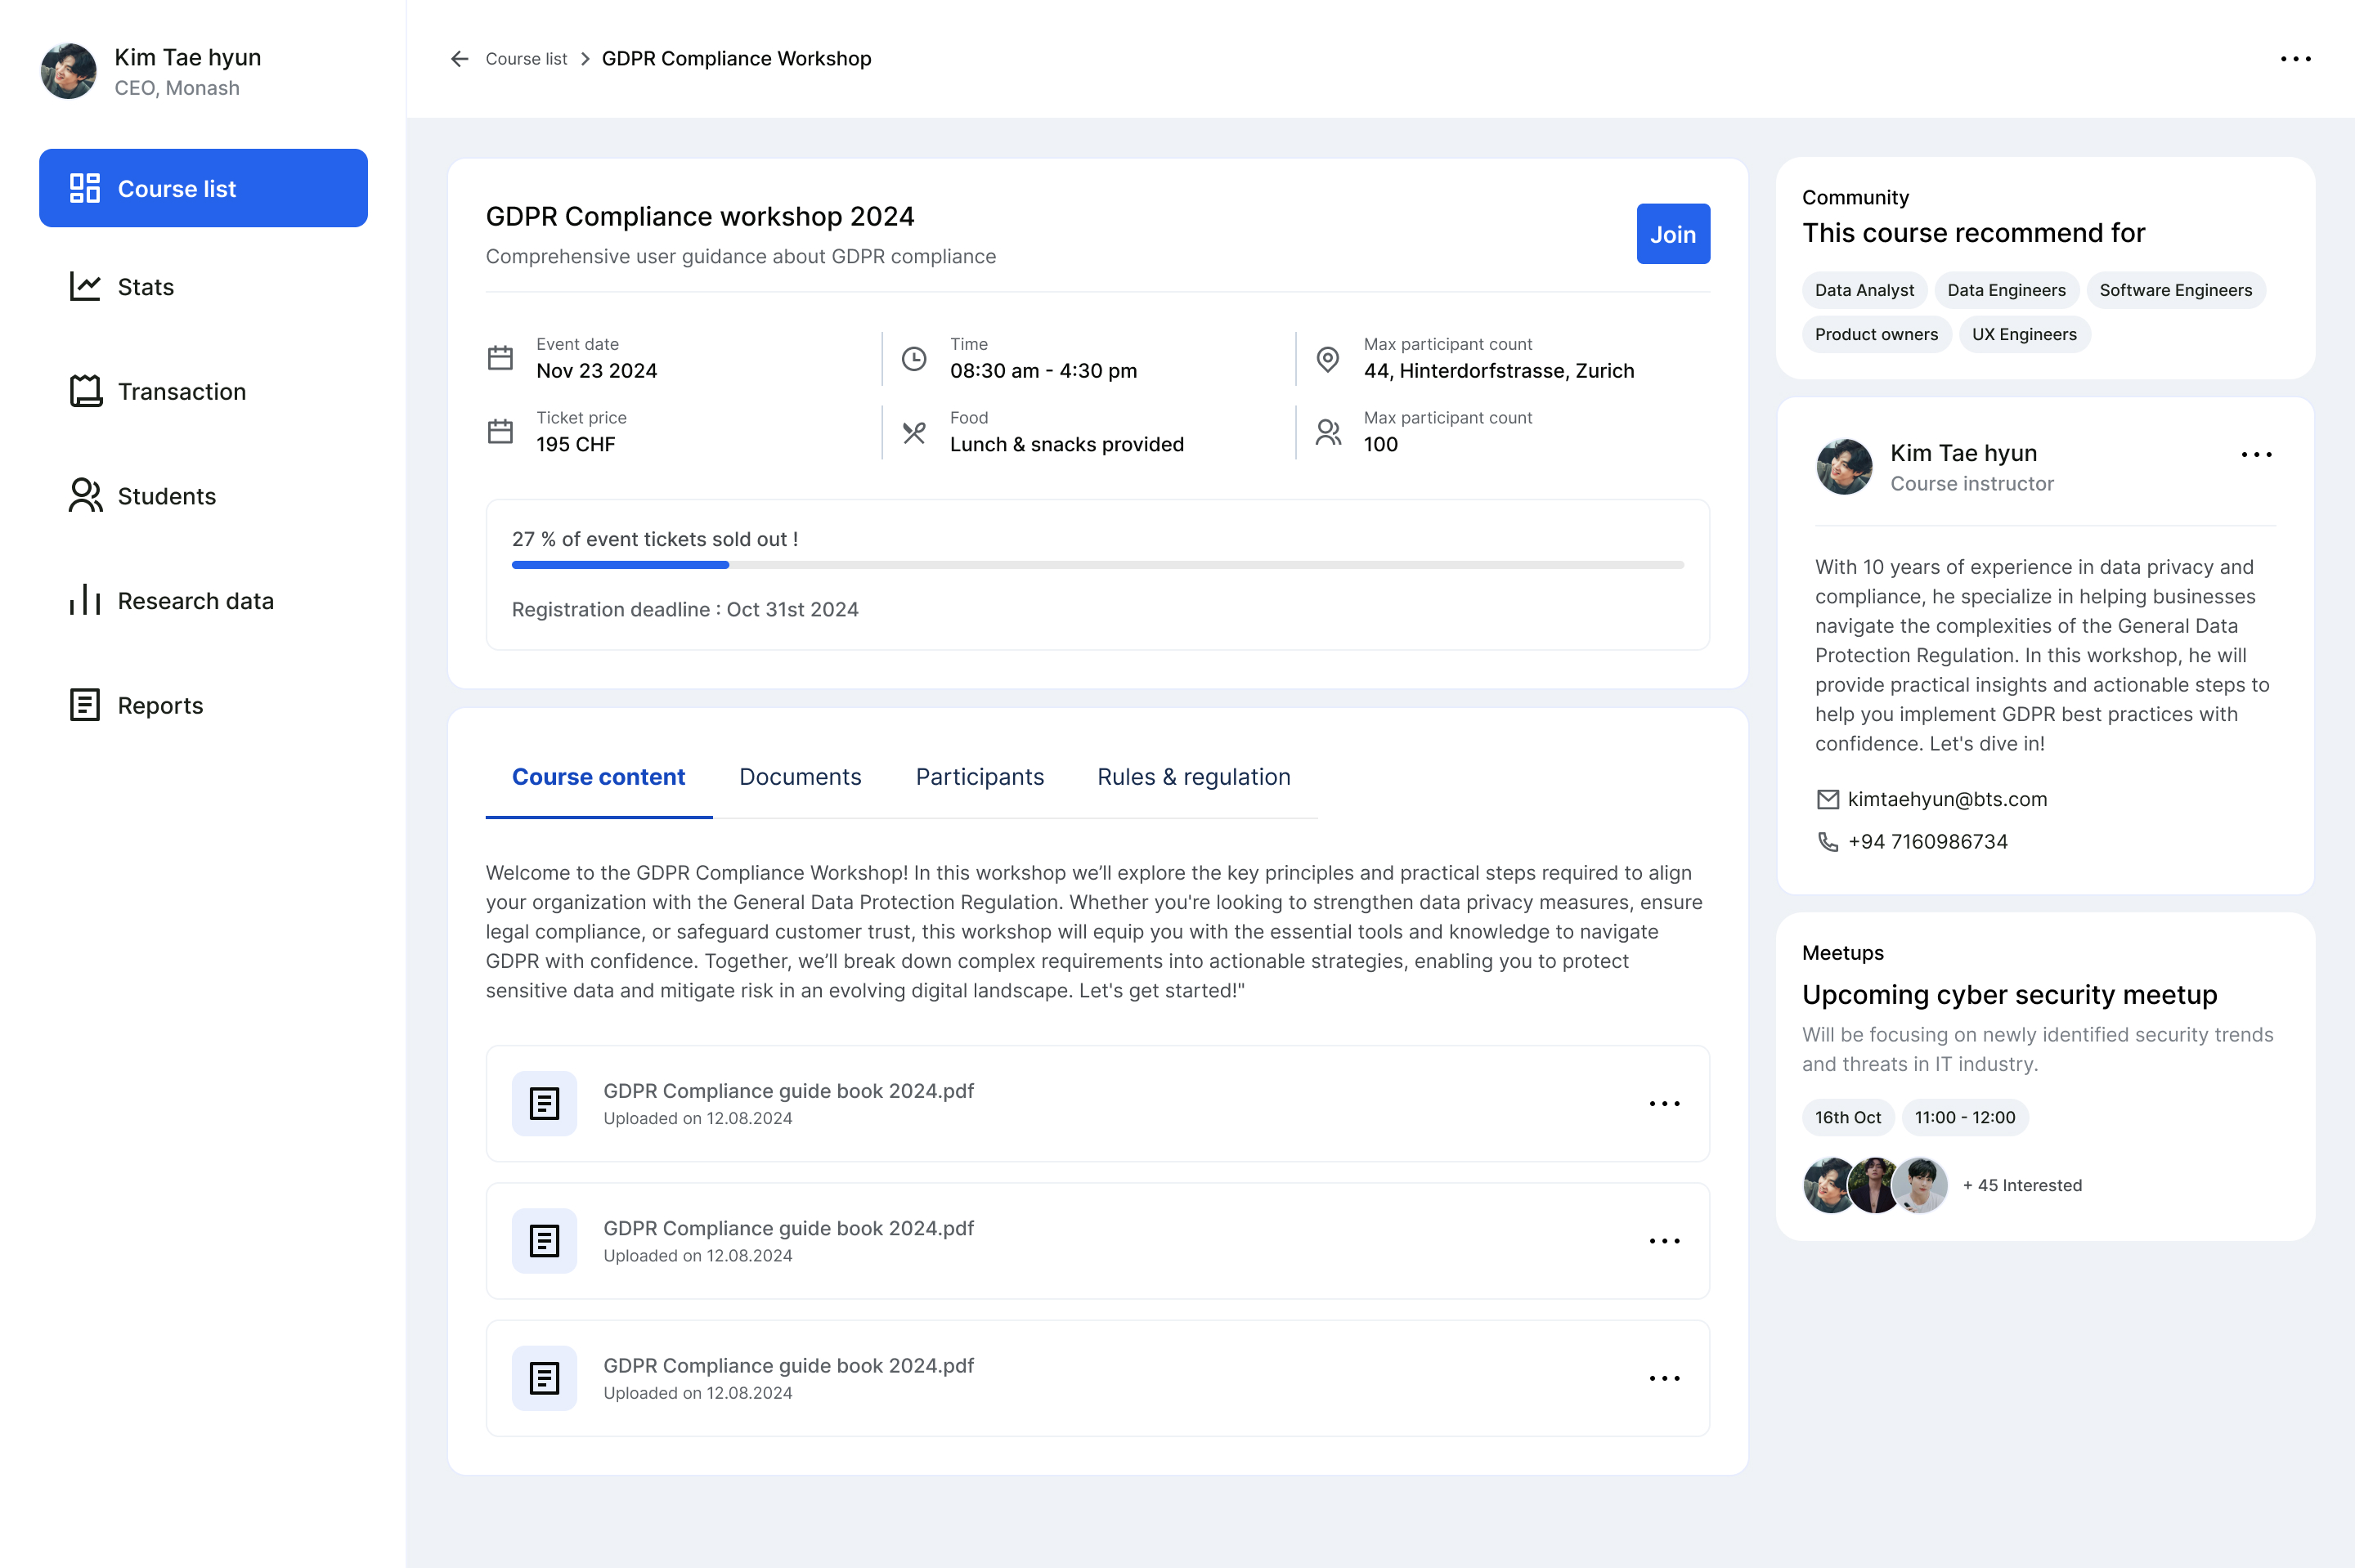 Kim Tae hyun
CEO, Monash
Course list
Stats
Transaction
Students
Research data
Reports
Course list
GDPR Compliance Workshop
GDPR Compliance workshop 2024
Comprehensive user guidance about GDPR compliance
Join
Event date
Nov 23 2024
Time
08:30 am - 4:30 pm
Max participant count
44, Hinterdorfstrasse, Zurich
Ticket price
195 CHF
Food
Lunch & snacks provided
Max participant count
100
27 % of event tickets sold out !
Registration deadline : Oct 31st 2024
Course content
Documents
Participants
Rules & regulation
Welcome to the GDPR Compliance Workshop! In this workshop we’ll explore the key principles and practical steps required to align
your organization with the General Data Protection Regulation. Whether you're looking to strengthen data privacy measures, ensure
legal compliance, or safeguard customer trust, this workshop will equip you with the essential tools and knowledge to navigate
GDPR with confidence. Together, we’ll break down complex requirements into actionable strategies, enabling you to protect
sensitive data and mitigate risk in an evolving digital landscape. Let's get started!"
GDPR Compliance guide book 2024.pdf
Uploaded on 12.08.2024
GDPR Compliance guide book 2024.pdf
Uploaded on 12.08.2024
GDPR Compliance guide book 2024.pdf
Uploaded on 12.08.2024
Community
This course recommend for
Data Analyst
Data Engineers
Software Engineers
Product owners
UX Engineers
Kim Tae hyun
Course instructor
With 10 years of experience in data privacy and
compliance, he specialize in helping businesses
navigate the complexities of the General Data
Protection Regulation. In this workshop, he will
provide practical insights and actionable steps to
help you implement GDPR best practices with
confidence. Let's dive in!
kimtaehyun@bts.com
+94 7160986734
Meetups
Upcoming cyber security meetup
Will be focusing on newly identified security trends
and threats in IT industry.
16th Oct
11:00 - 12:00
+ 45 Interested